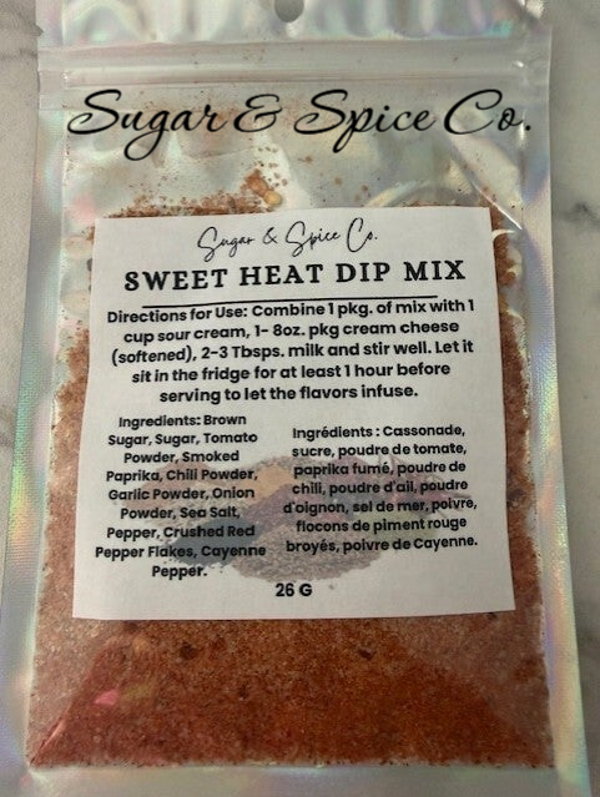 Sugar & Spice Co.
Sugar & Spice Co.
SWEET HEAT DIP MIX
Directions for Use: Combine 1 pkg. of mix with 1
cup sour cream, 1- 8oz. pkg cream cheese
(softened), 2-3 Tbsps. milk and stir well. Let it
sit in the fridge for at least 1 hour before
serving to let the flavors infuse.
Ingredients: Brown
Sugar, Sugar, Tomato
Powder, Smoked
Paprika, Chili Powder,
Garlic Powder, Onion
Powder, Sea Salt,
Pepper, Crushed Red
Pepper Flakes, Cayenne
Pepper.
Ingrédients : Cassonade,
sucre, poudre de tomate,
paprika fumé, poudre de
chili, poudre d'ail, poudre
d'oignon, sel de mer, poivre,
flocons de piment rouge
broyés, poivre de Cayenne.
26 G